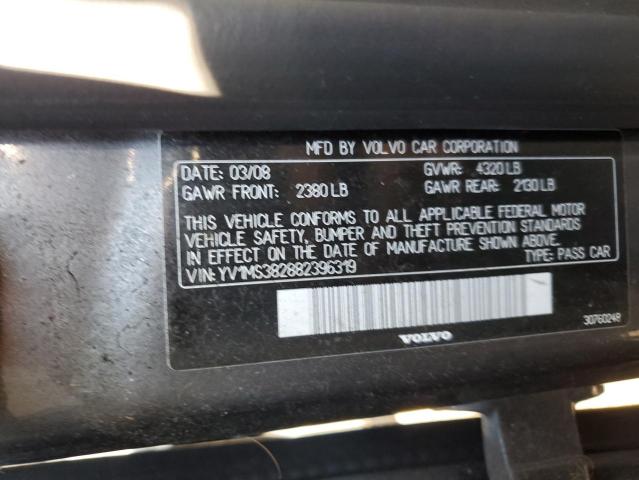 MFD BY VOLVO CAR CORPORATION
DATE: 03/08 GVWR: 4320 LB
GAWR FRONT: 2380 LB GAWR REAR: 2130 LB
THIS VEHICLE CONFORMS TO ALL APPLICABLE FEDERAL MOTOR
VEHICLE SAFETY, BUMPER AND THEFT PREVENTION STANDARDS
IN EFFECT ON THE DATE OF MANUFACTURE SHOWN ABOVE.
VIN: YV1MS382882396319 TYPE: PASS CAR
30760248
VOLVO